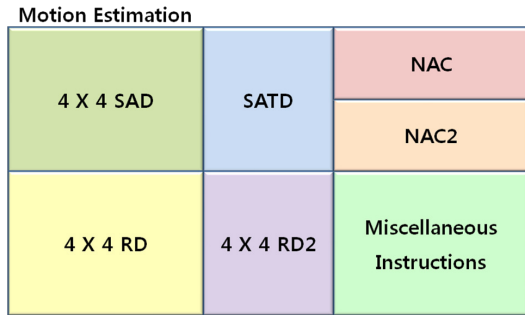 Motion Estimation
4 X 4 SAD
SATD
NAC
NAC2
4 X 4 RD
4 X 4 RD2
Miscellaneous
Instructions